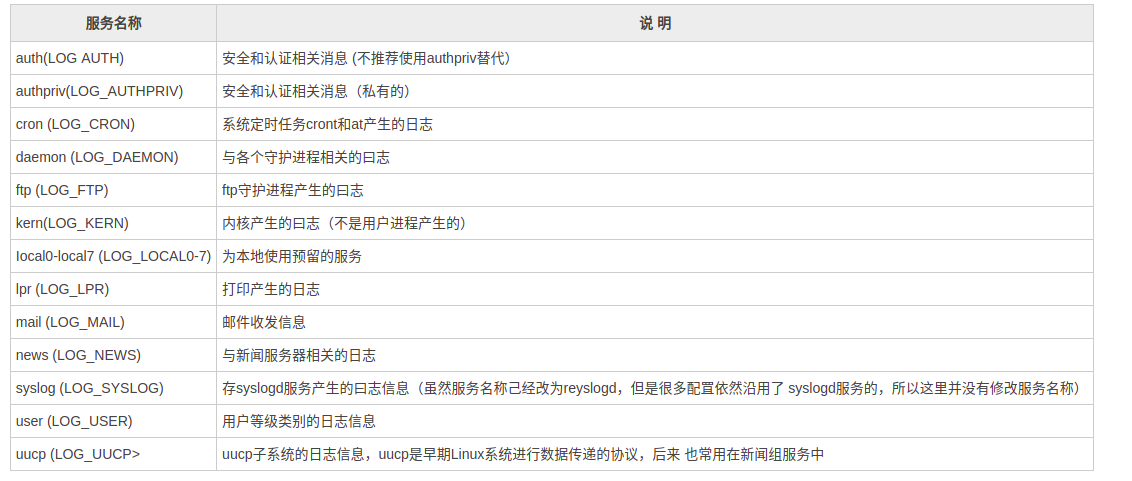 服务名称 说 明
auth(LOG AUTH) 安全和认证相关消息 (不推荐使用authpriv替代）
authpriv(LOG_AUTHPRIV) 安全和认证相关消息（私有的）
cron (LOG_CRON) 系统定时任务cront和at产生的日志
daemon (LOG_DAEMON) 与各个守护进程相关的曰志
ftp (LOG_FTP) ftp守护进程产生的曰志
kern(LOG_KERN) 内核产生的曰志（不是用户进程产生的）
Iocal0-local7 (LOG_LOCAL0-7) 为本地使用预留的服务
lpr (LOG_LPR) 打印产生的日志
mail (LOG_MAIL) 邮件收发信息
news (LOG_NEWS) 与新闻服务器相关的日志
syslog (LOG_SYSLOG) 存syslogd服务产生的曰志信息（虽然服务名称己经改为reyslogd，但是很多配罝依然沿用了 syslogd服务的，所以这里并没有修改服务名称）
user (LOG_USER) 用户等级类别的日志信息
uucp (LOG_UUCP> uucp子系统的日志信息，uucp是早期Linux系统进行数据传递的协议，后来 也常用在新闻组服务中